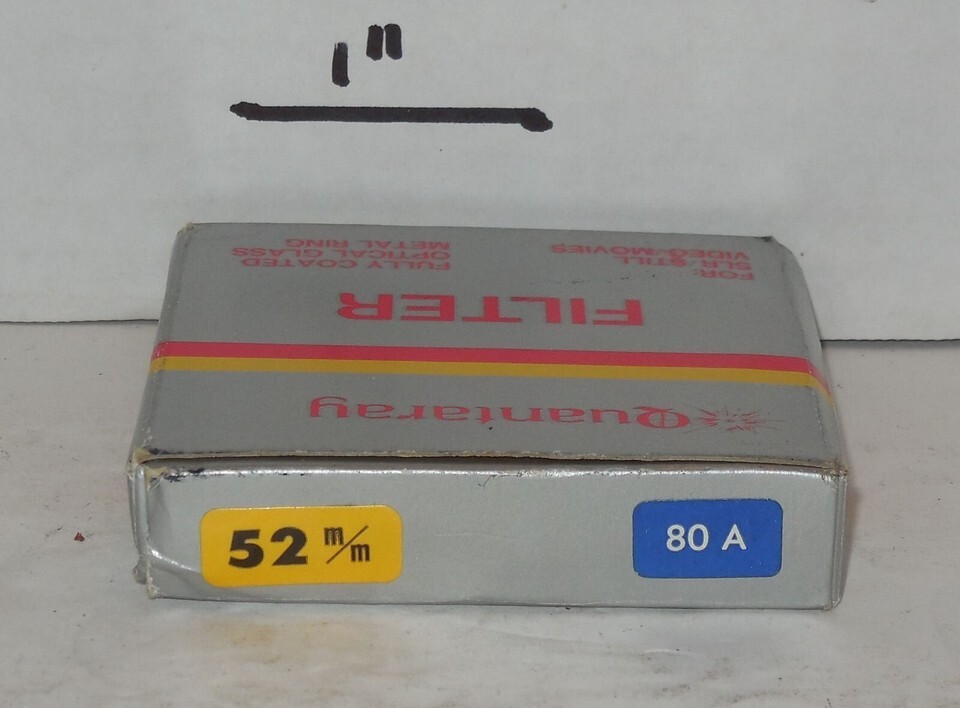 1"
FOR:
SLR/STILL
VIDEO/MOVIES
FULLY COATED
OPTICAL GLASS
METAL RING
FILTER
Quantaray
52 m/m
80 A